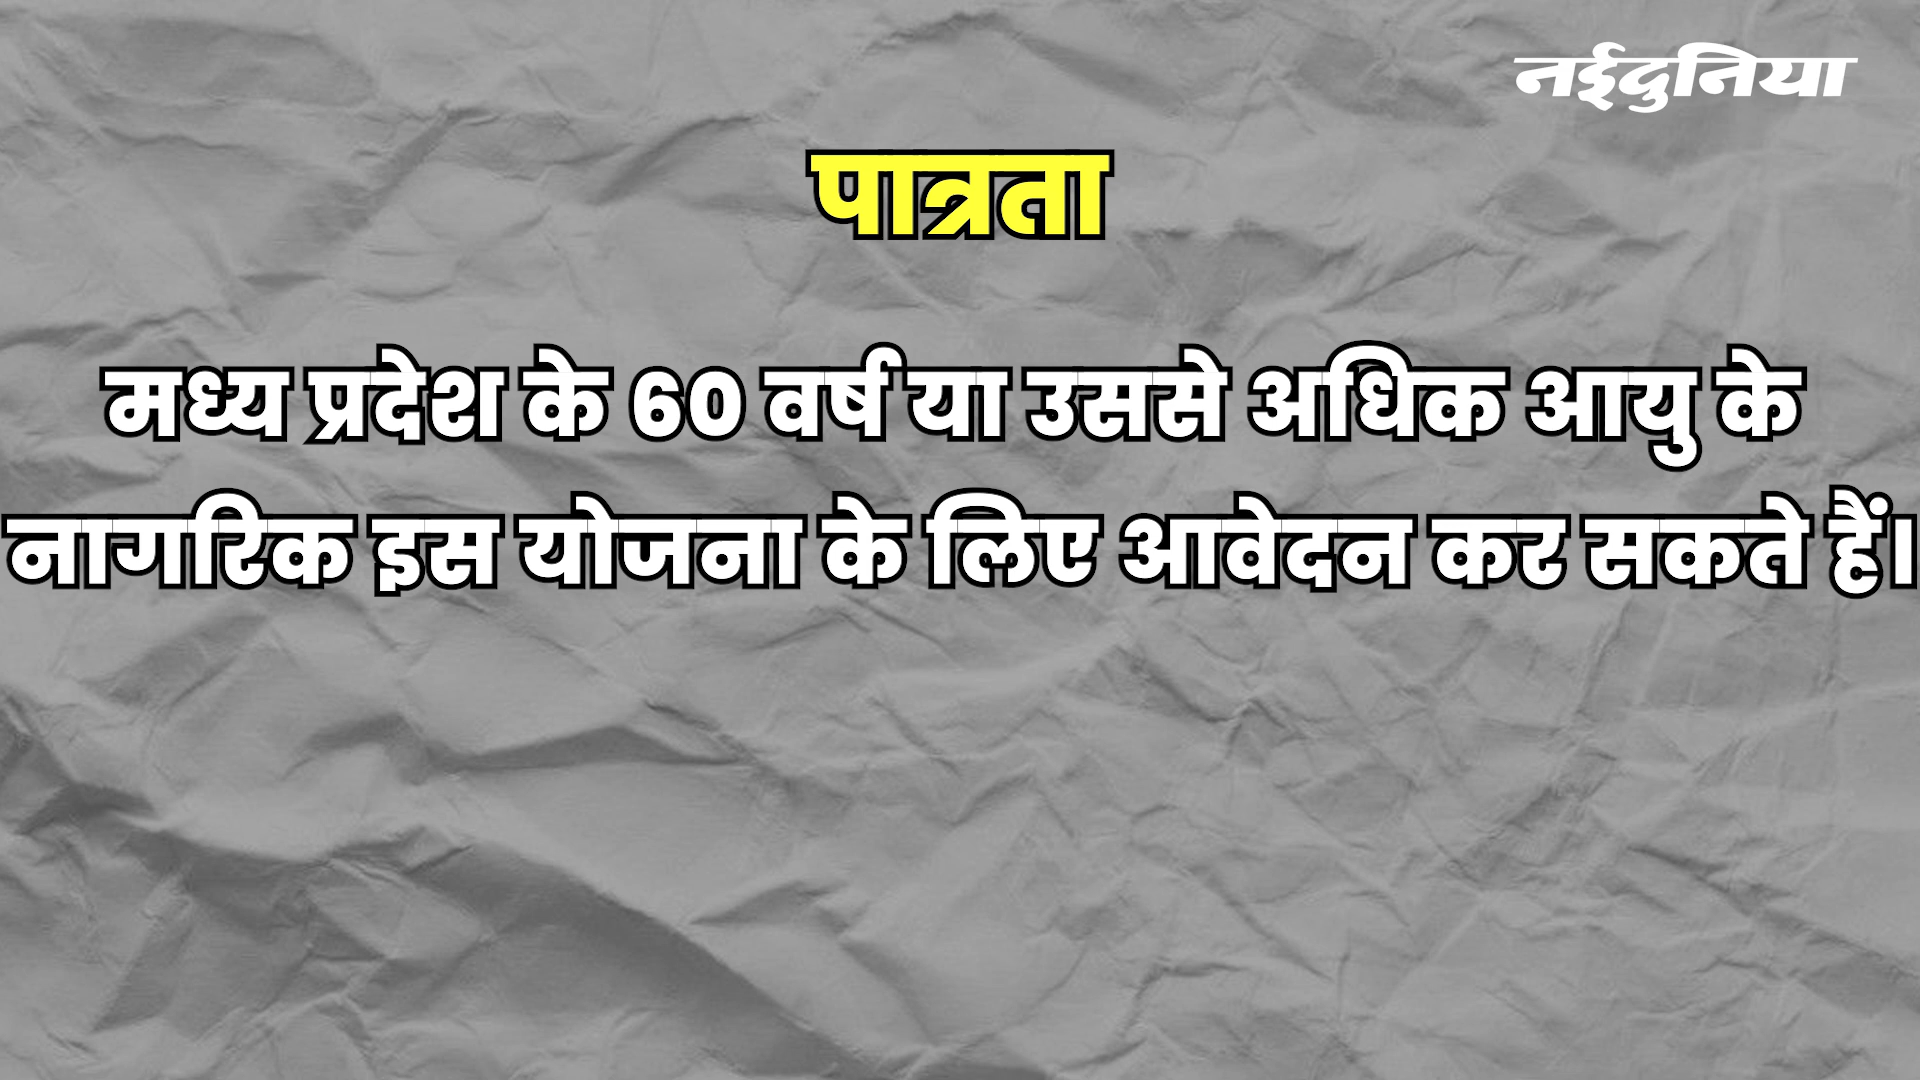 नईदुनिया
पात्रता
मध्य प्रदेश के 60 वर्ष या उससे अधिक आयु के
नागरिक इस योजना के लिए आवेदन कर सकते हैं।